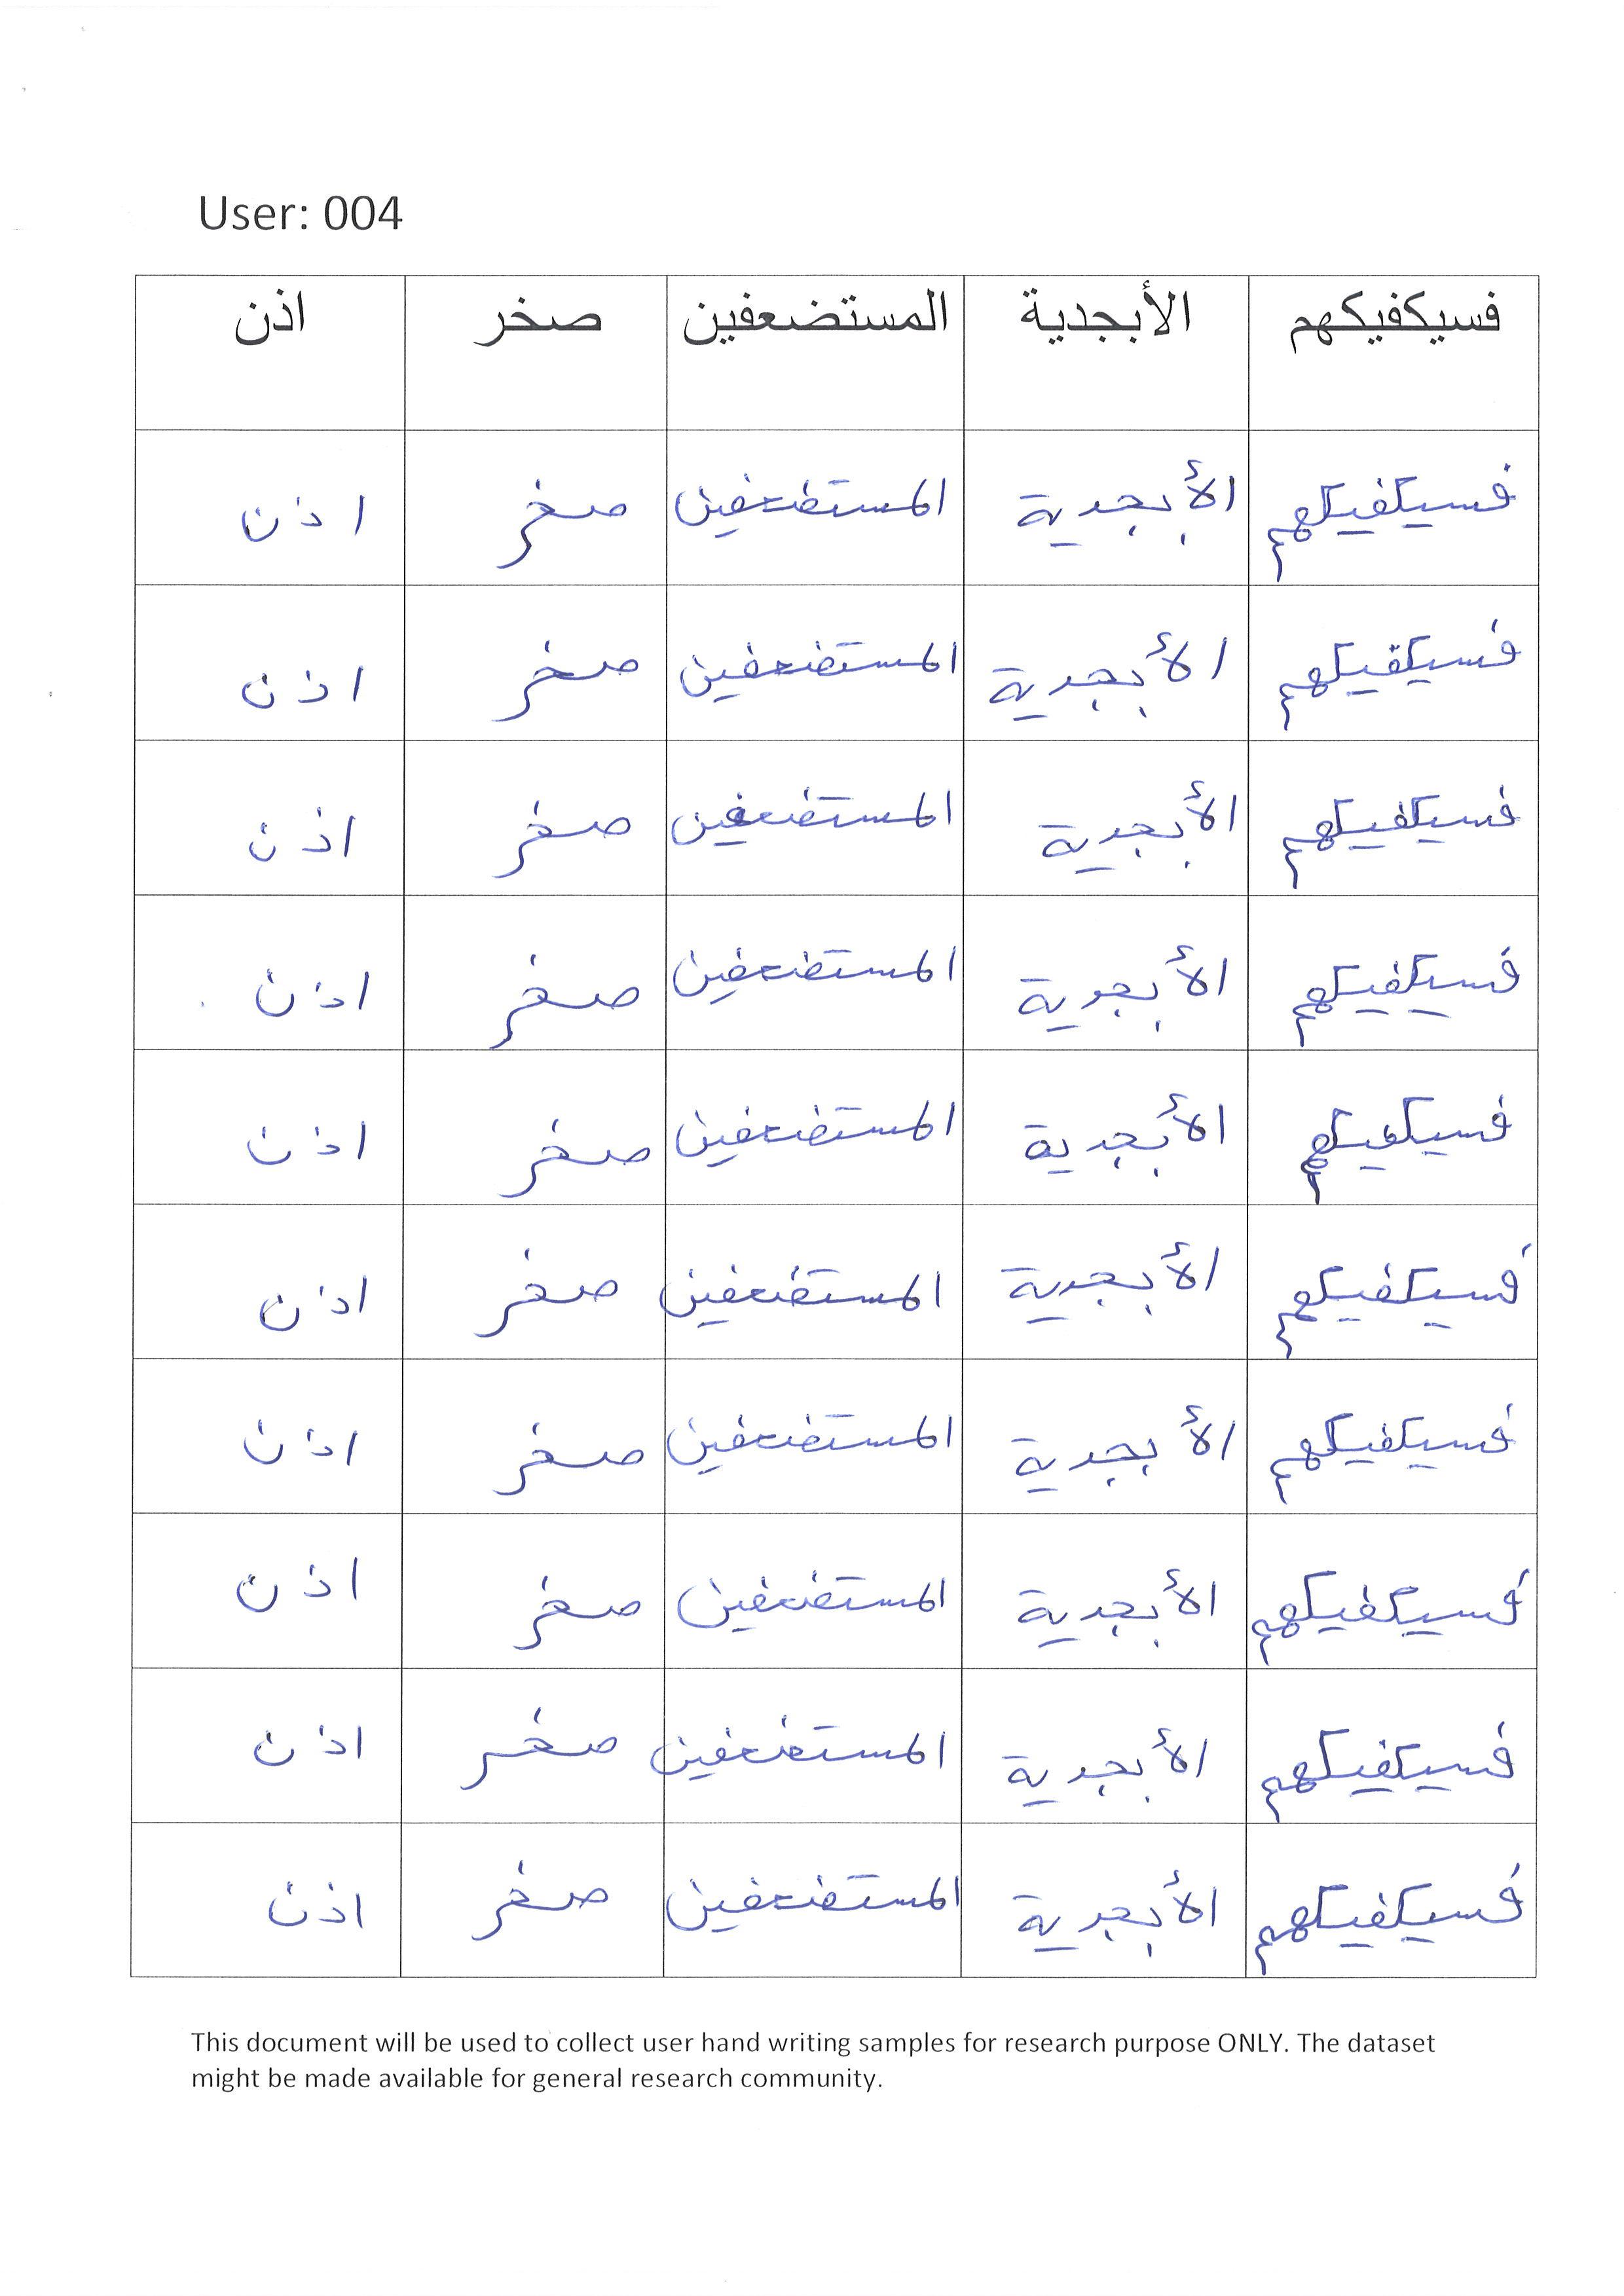 User: 004
فسيكفيكهم الأبجدية المستضعفين صخر اذن
فسيكفيكهم الأبجدية المستضعفين صخر اذن
فسيكفيكهم الأبجدية المستضعفين صخر اذن
فسيكفيكهم الأبجدية المستضعفين صخر اذن
فسيكفيكهم الأبجدية المستضعفين صخر اذن
فسيكفيكهم الأبجدية المستضعفين صخر اذن
فسيكفيكهم الأبجدية المستضعفين صخر اذن
فسيكفيكهم الأبجدية المستضعفين صخر اذن
فسيكفيكهم الأبجدية المستضعفين صخر اذن
فسيكفيكهم الأبجدية المستضعفين صخر اذن
فسيكفيكهم الأبجدية المستضعفين صخر اذن
This document will be used to collect user hand writing samples for research purpose ONLY. The dataset
might be made available for general research community.